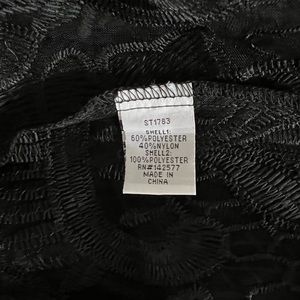 ST1783
SHELL1:
60%POLYESTER
40%NYLON
SHELL2:
100%POLYESTER
RN#142577
MADE IN
CHINA